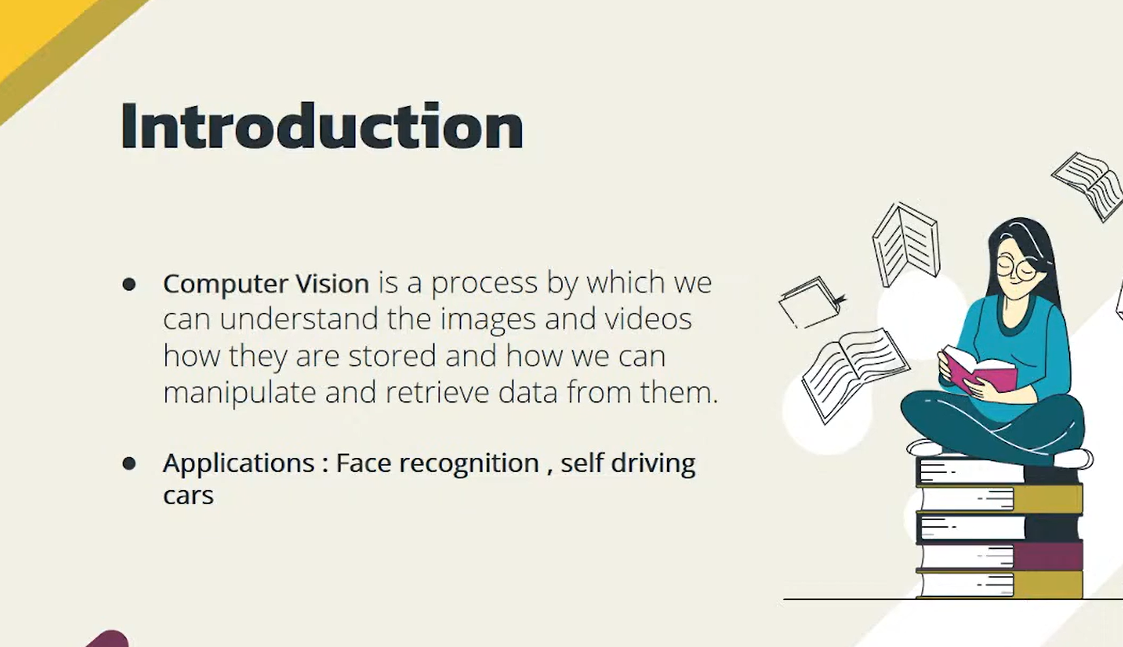 Introduction
● Computer Vision is a process by which we
can understand the images and videos
how they are stored and how we can
manipulate and retrieve data from them.
● Applications : Face recognition , self driving
cars